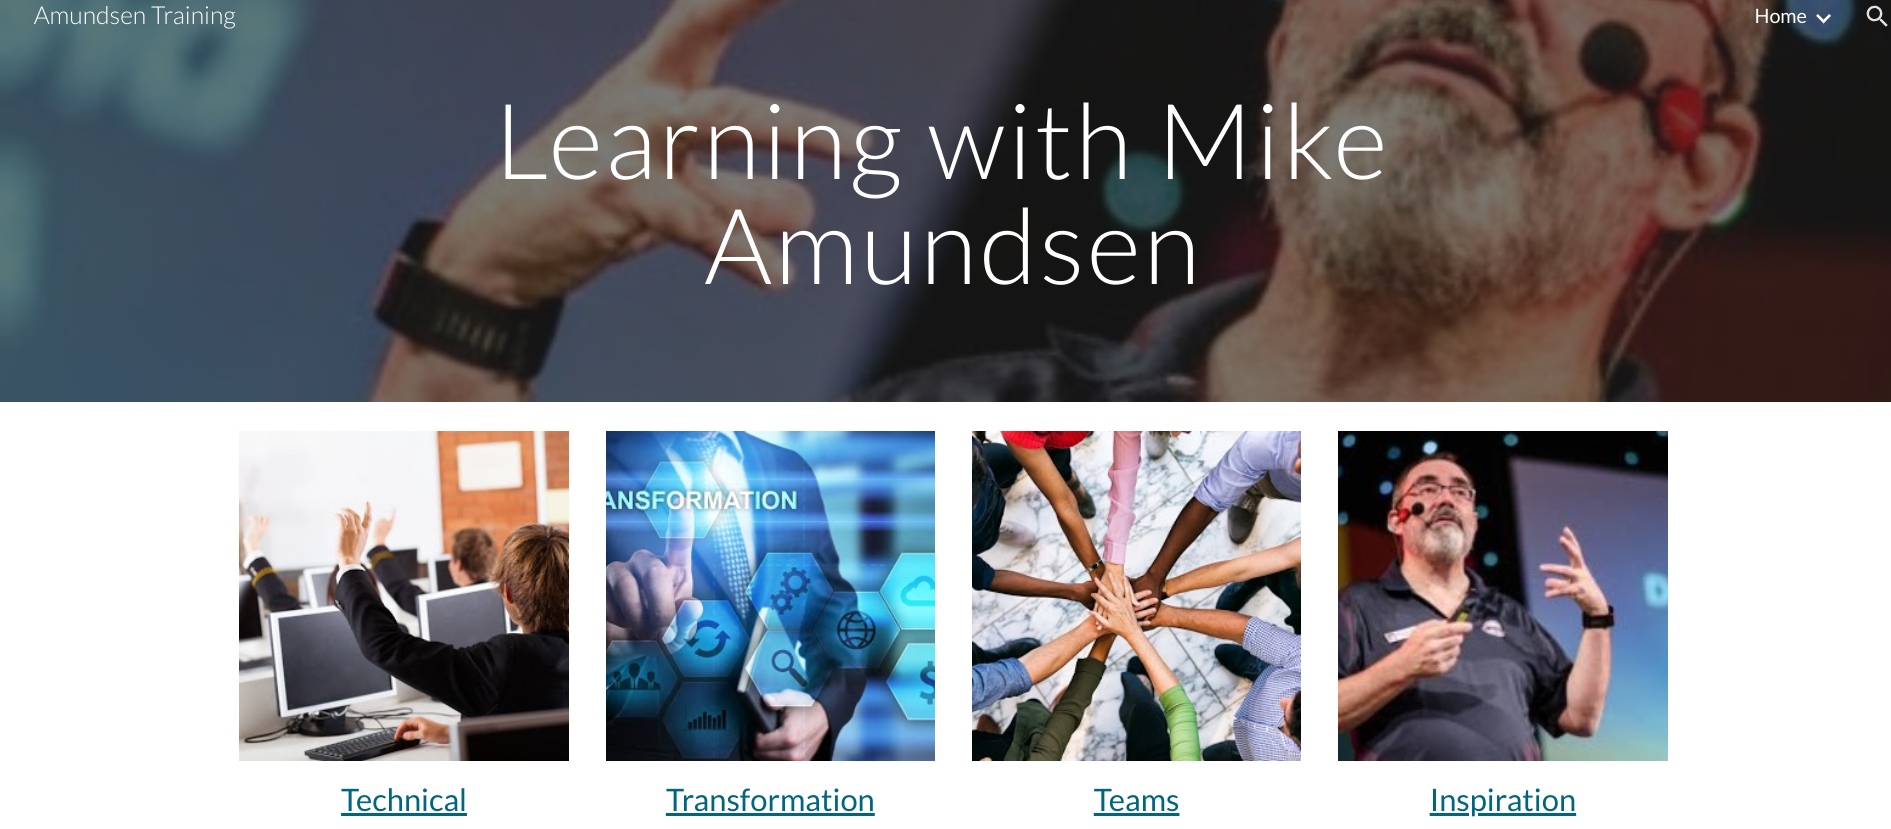 Amundsen Training
Home
Learning with Mike
Amundsen
ANSFORMATION
$
Technical
Transformation
Teams
Inspiration